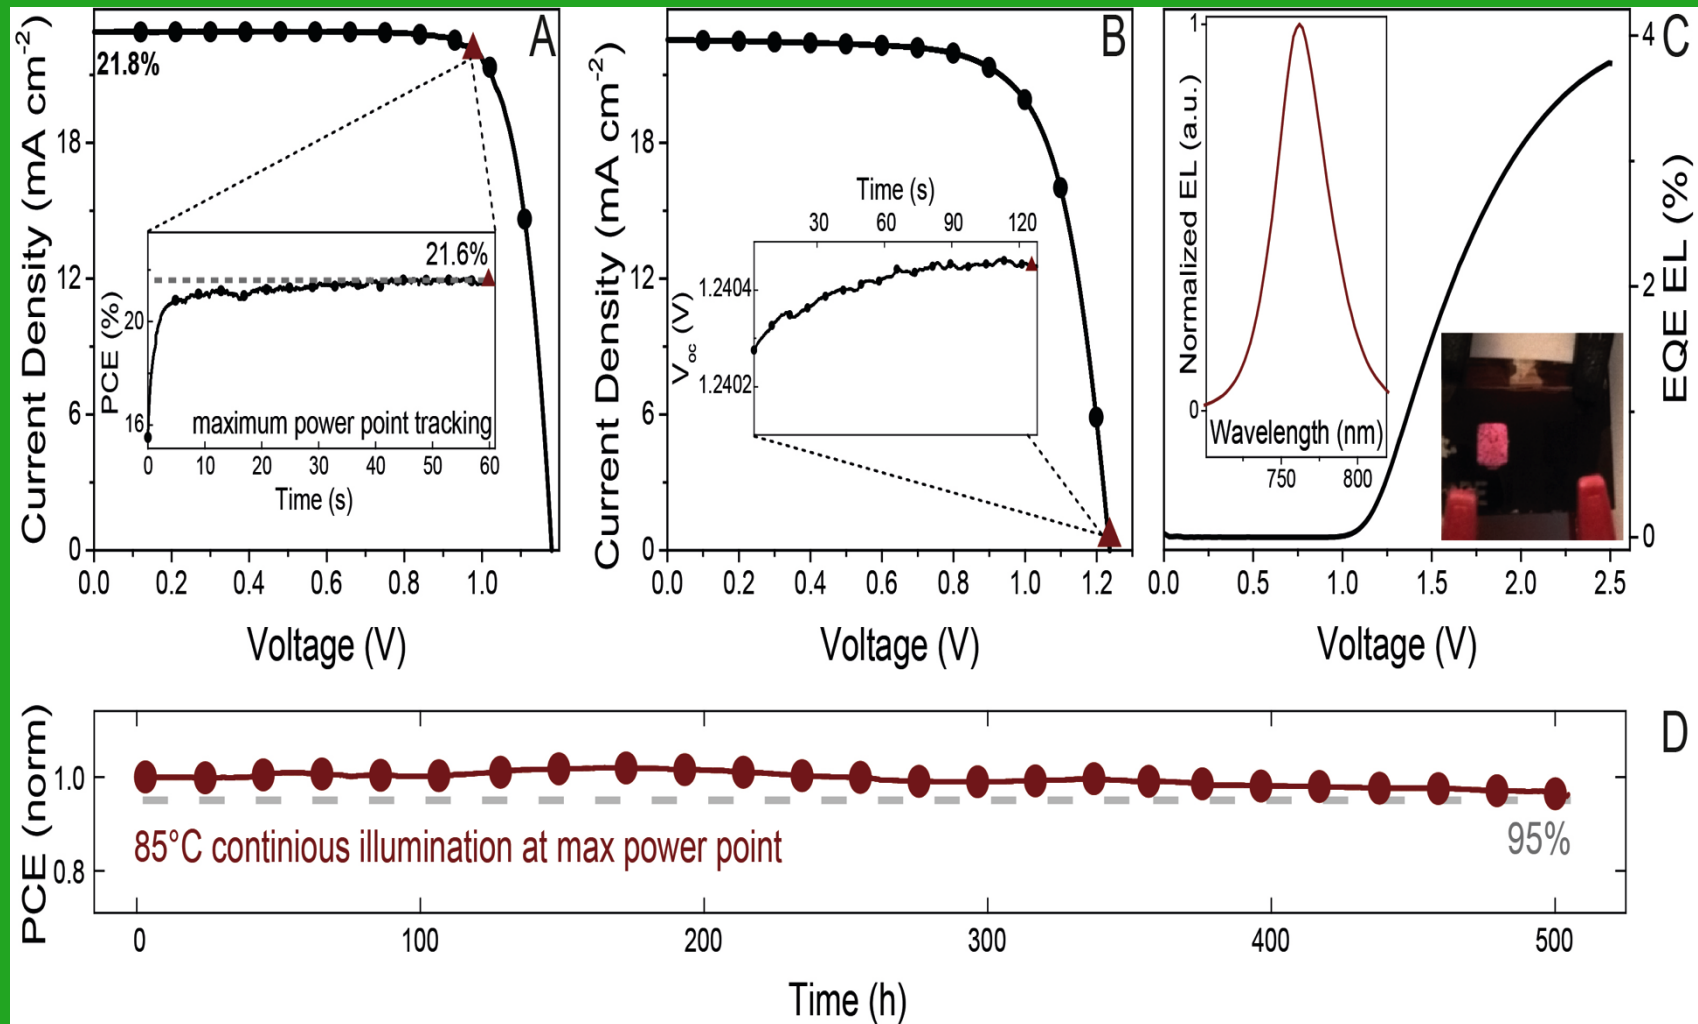 A
Current Density (mA cm⁻²)
21.8%
18
12
6
0
0.0 0.2 0.4 0.6 0.8 1.0
Voltage (V)
PCE (%)
20
16
21.6%
maximum power point tracking
0 10 20 30 40 50 60
Time (s)
B
Current Density (mA cm⁻²)
18
12
6
0
0.0 0.2 0.4 0.6 0.8 1.0 1.2
Voltage (V)
Time (s)
30 60 90 120
Voc (V)
1.2404
1.2402
C
Normalized EL (a.u.)
1
0
Wavelength (nm)
750 800
4
2
0
EQE EL (%)
0.0 0.5 1.0 1.5 2.0 2.5
Voltage (V)
D
PCE (norm)
1.0
0.8
85°C continious illumination at max power point
95%
0 100 200 300 400 500
Time (h)